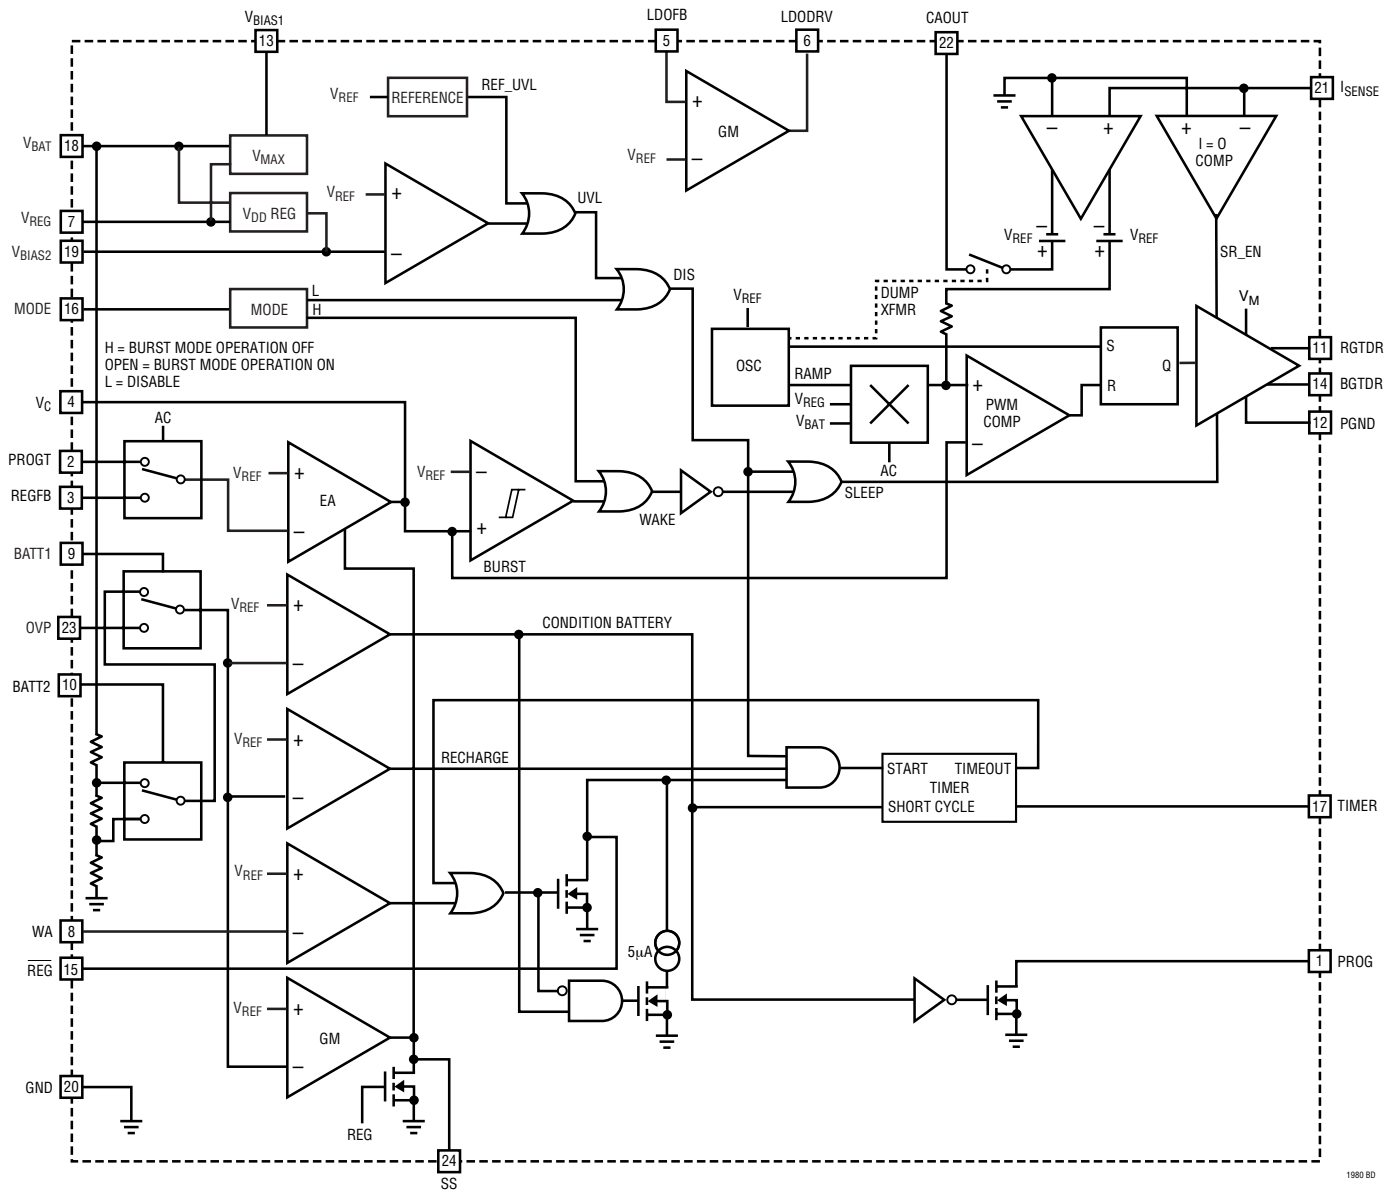 VBIAS1
13
LDOFB
5
LDODRV
6
CAOUT
22
VREF
REFERENCE
REF_UVL
21
ISENSE
+
GM
VREF
−
−
+
+
−
I = 0
COMP
VBAT
18
VMAX
VREF
+
UVL
VREG
7
VDD REG
VBIAS2
19
−
VREF
−
+
−
+
VREF
SR_EN
DIS
MODE
16
MODE
L
H
VREF
DUMP
XFMR
VM
H = BURST MODE OPERATION OFF
OPEN = BURST MODE OPERATION ON
L = DISABLE
OSC
S
R
Q
11
RGTDR
14
BGTDR
12
PGND
RAMP
VREG
VBAT
AC
+
PWM
COMP
−
VC
4
AC
PROGT
2
REGFB
3
VREF
+
EA
−
VREF
−
+
BURST
WAKE
SLEEP
BATT1
9
OVP
23
VREF
+
−
CONDITION BATTERY
BATT2
10
VREF
+
−
RECHARGE
START
TIMEOUT
TIMER
SHORT CYCLE
17
TIMER
VREF
+
−
WA
8
REG
15
5µA
1
PROG
VREF
+
GM
−
GND
20
REG
24
SS
1980 BD